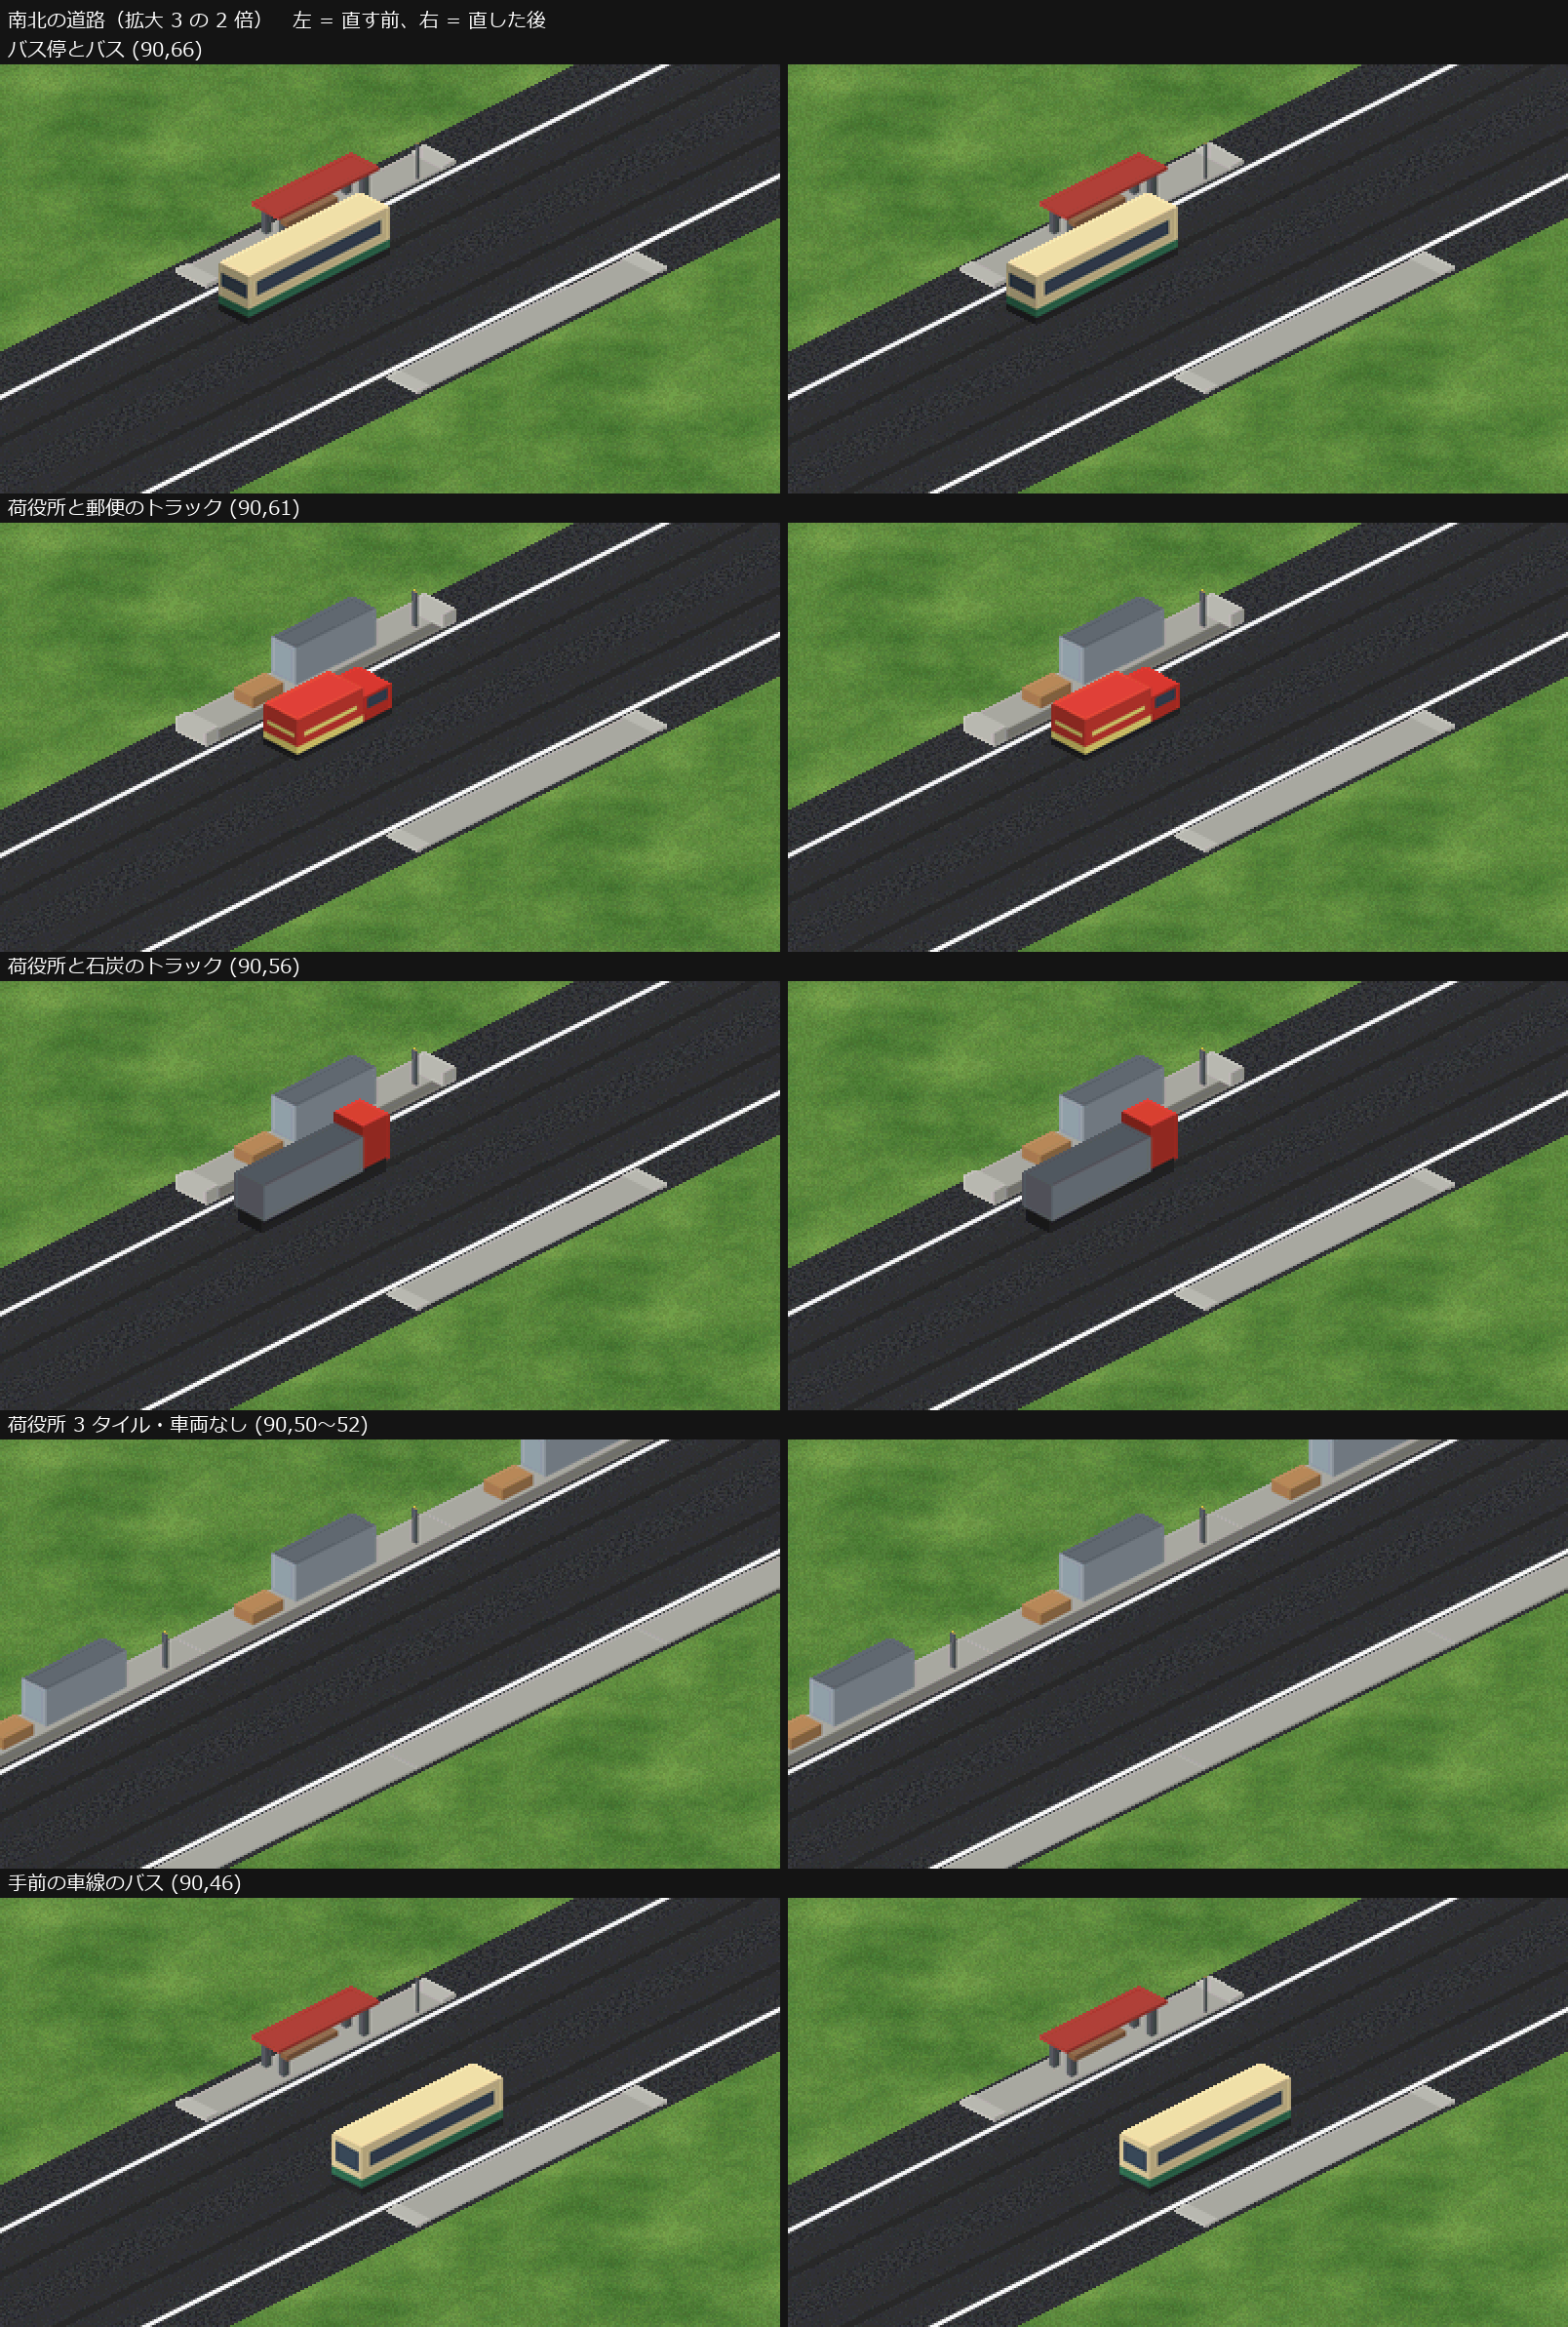 南北の道路（拡大 3 の 2 倍）　左 = 直す前、右 = 直した後
バス停とバス (90,66)
荷役所と郵便のトラック (90,61)
荷役所と石炭のトラック (90,56)
荷役所 3 タイル・車両なし (90,50～52)
手前の車線のバス (90,46)